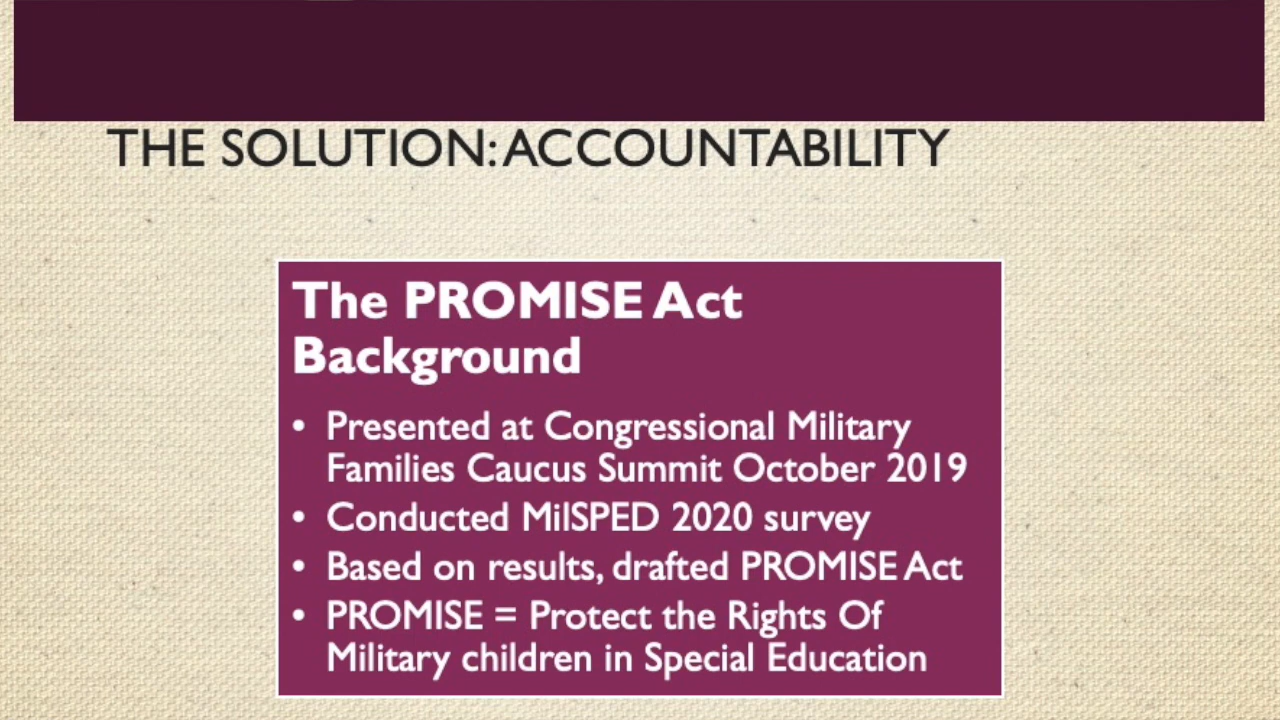 THE SOLUTION: ACCOUNTABILITY
The PROMISE Act
Background
• Presented at Congressional Military
Families Caucus Summit October 2019
• Conducted MilSPED 2020 survey
• Based on results, drafted PROMISE Act
• PROMISE = Protect the Rights Of
Military children in Special Education